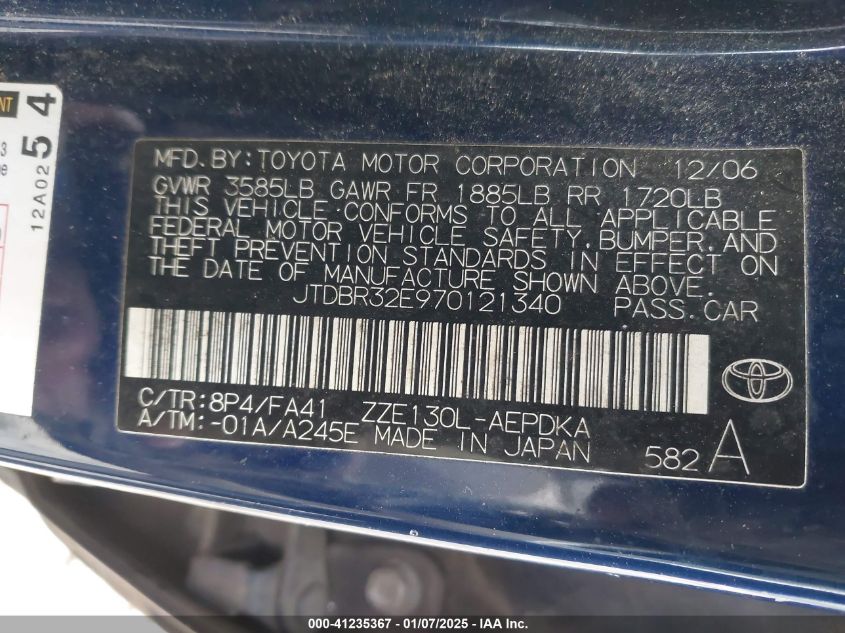 MFD. BY: TOYOTA MOTOR CORPORATION 12/06
GVWR 3585LB GAWR FR 1885LB RR 1720LB
THIS VEHICLE CONFORMS TO ALL APPLICABLE
FEDERAL MOTOR VEHICLE SAFETY, BUMPER, AND
THEFT PREVENTION STANDARDS IN EFFECT ON
THE DATE OF MANUFACTURE SHOWN ABOVE.
JTDBR32E970121340 PASS. CAR
C/TR: 8P4/FA41 ZZE130L-AEPDKA
A/TM: -01A/A245E MADE IN JAPAN
582 A
12A02 54
000-41235367 - 01/07/2025 - IAA Inc.